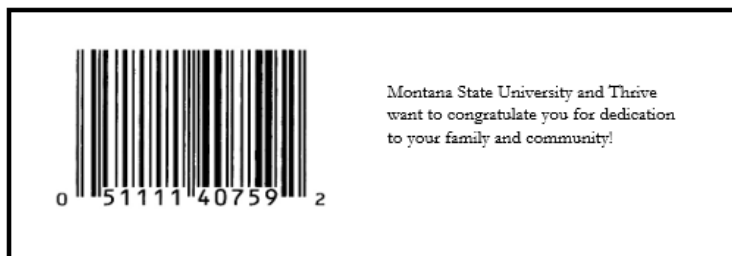 Montana State University and Thrive
want to congratulate you for dedication
to your family and community!
0 51111 40759 2